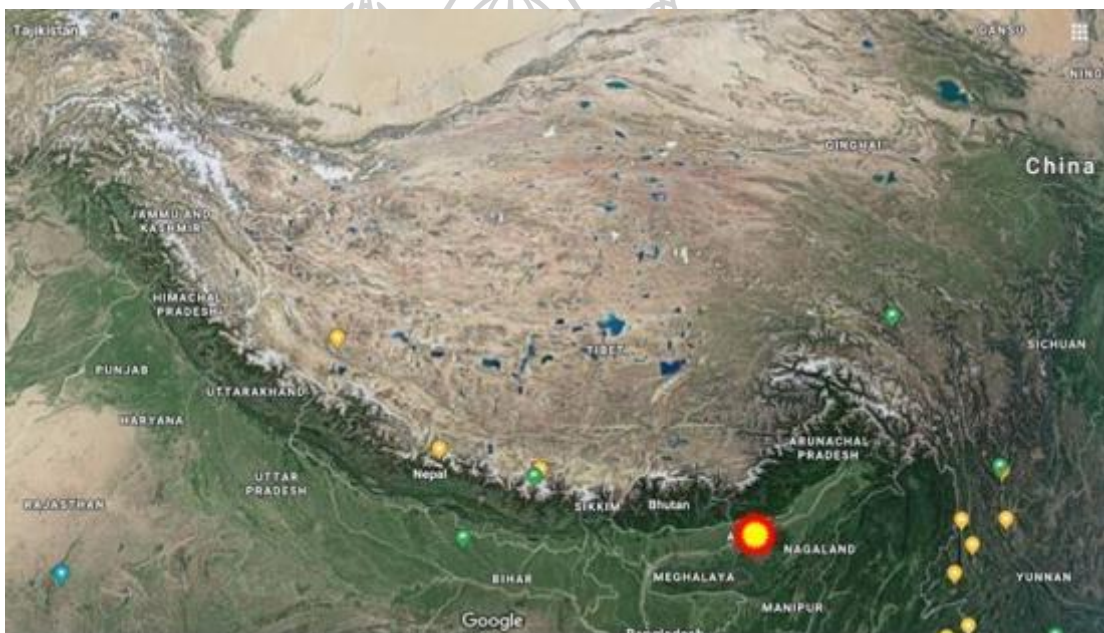 Tajikistan
GANSU
NING
QINGHAI
China
JAMMU AND
KASHMIR
HIMACHAL
PRADESH
TIBET
SICHUAN
PUNJAB
UTTARAKHAND
HARYANA
ARUNACHAL
PRADESH
Nepal
UTTAR
PRADESH
RAJASTHAN
SIKKIM
Bhutan
A
NAGALAND
BIHAR
MEGHALAYA
YUNNAN
MANIPUR
Google
Bangladesh